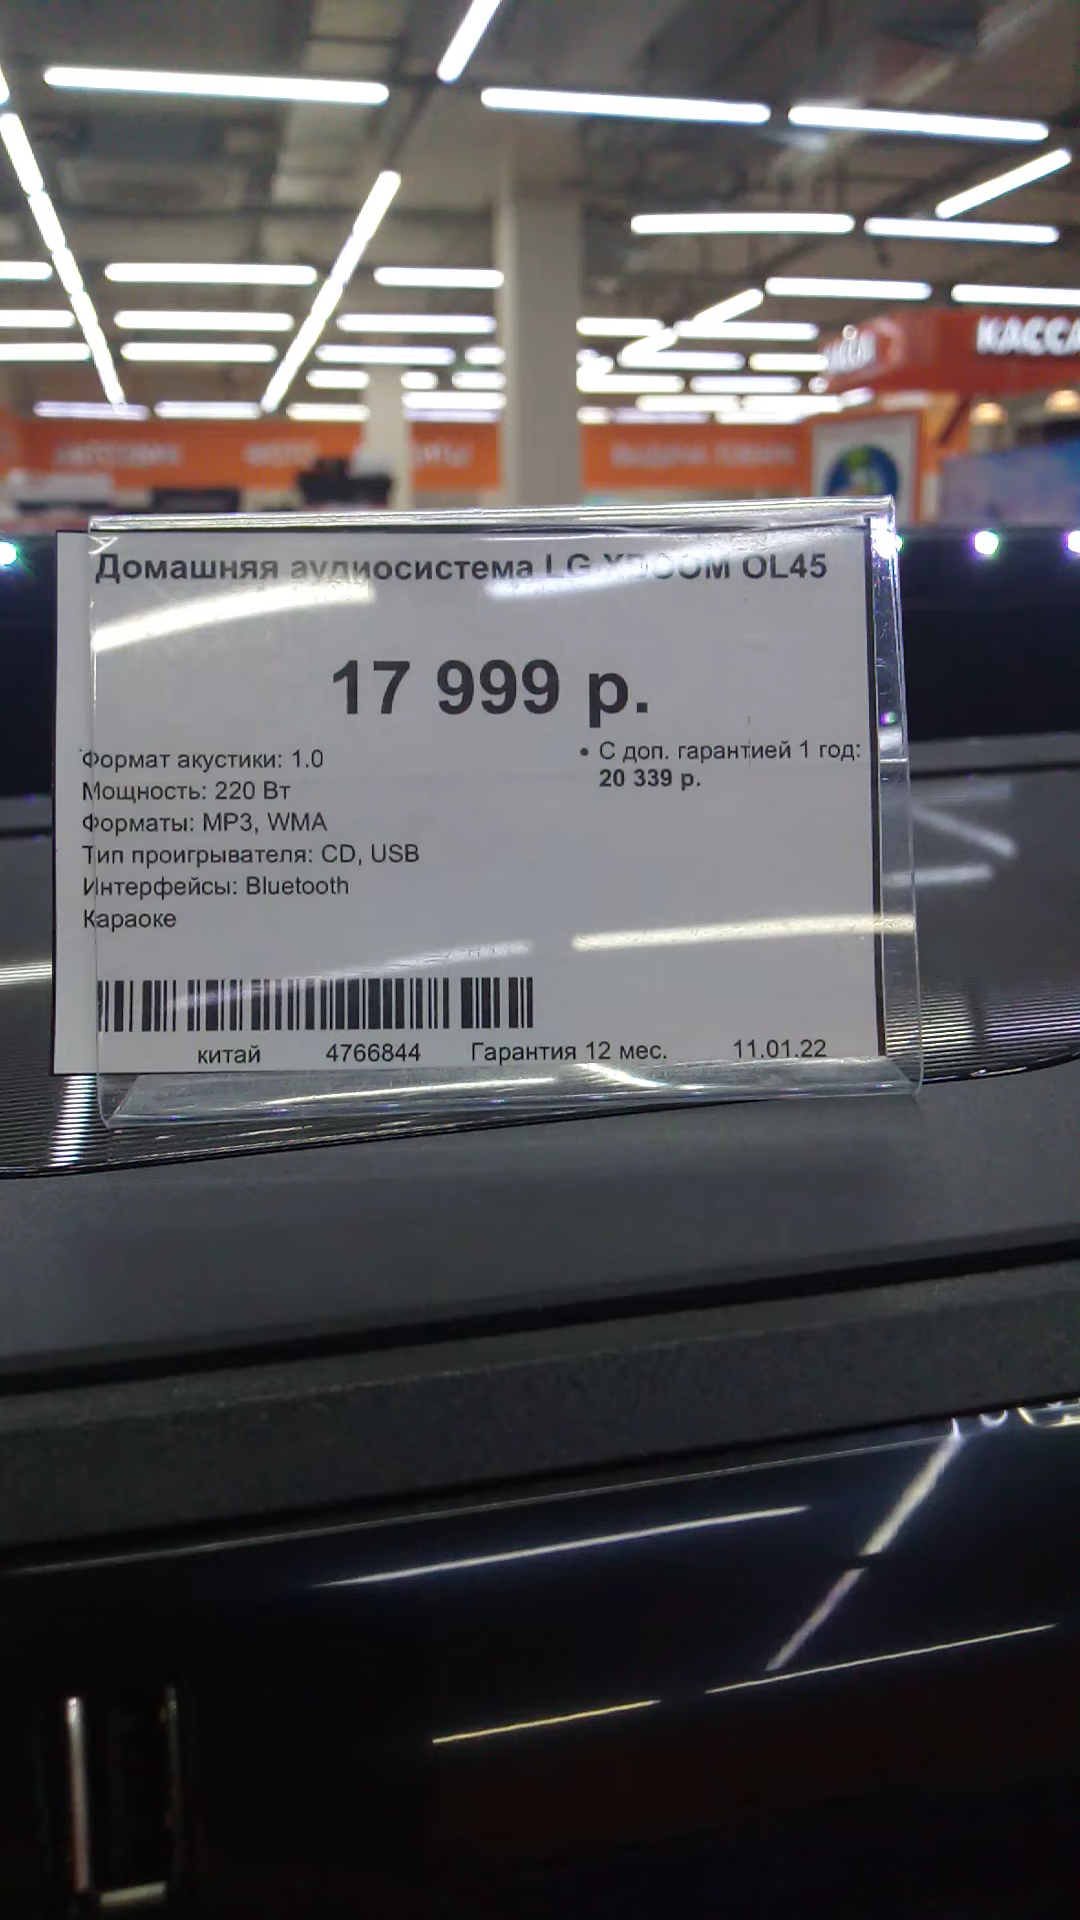 КАССА
Домашняя аудиосистема LG XBOOM OL45
17 999 р.
Формат акустики: 1.0
Мощность: 220 Вт
Форматы: MP3, WMA
Тип проигрывателя: CD, USB
Интерфейсы: Bluetooth
Караоке
• С доп. гарантией 1 год:
20 339 р.
китай 4766844 Гарантия 12 мес. 11.01.22